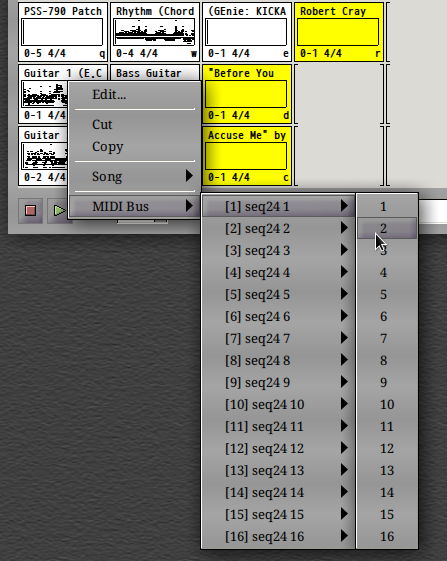 PSS-790 Patch
Rhythm (Chord
(GEnie: KICKA
Robert Cray
0-5 4/4 q
0-4 4/4 w
0-1 4/4 e
0-1 4/4 r
Guitar 1 (E,C
Bass Guitar
"Before You
0-1 4/4
0-1 4/4 d
Guitar
Accuse Me" by
0-2 4/4
0-1 4/4 c
Edit...
Cut
Copy
Song
MIDI Bus
[1] seq24 1
[2] seq24 2
[3] seq24 3
[4] seq24 4
[5] seq24 5
[6] seq24 6
[7] seq24 7
[8] seq24 8
[9] seq24 9
[10] seq24 10
[11] seq24 11
[12] seq24 12
[13] seq24 13
[14] seq24 14
[15] seq24 15
[16] seq24 16
1
2
3
4
5
6
7
8
9
10
11
12
13
14
15
16